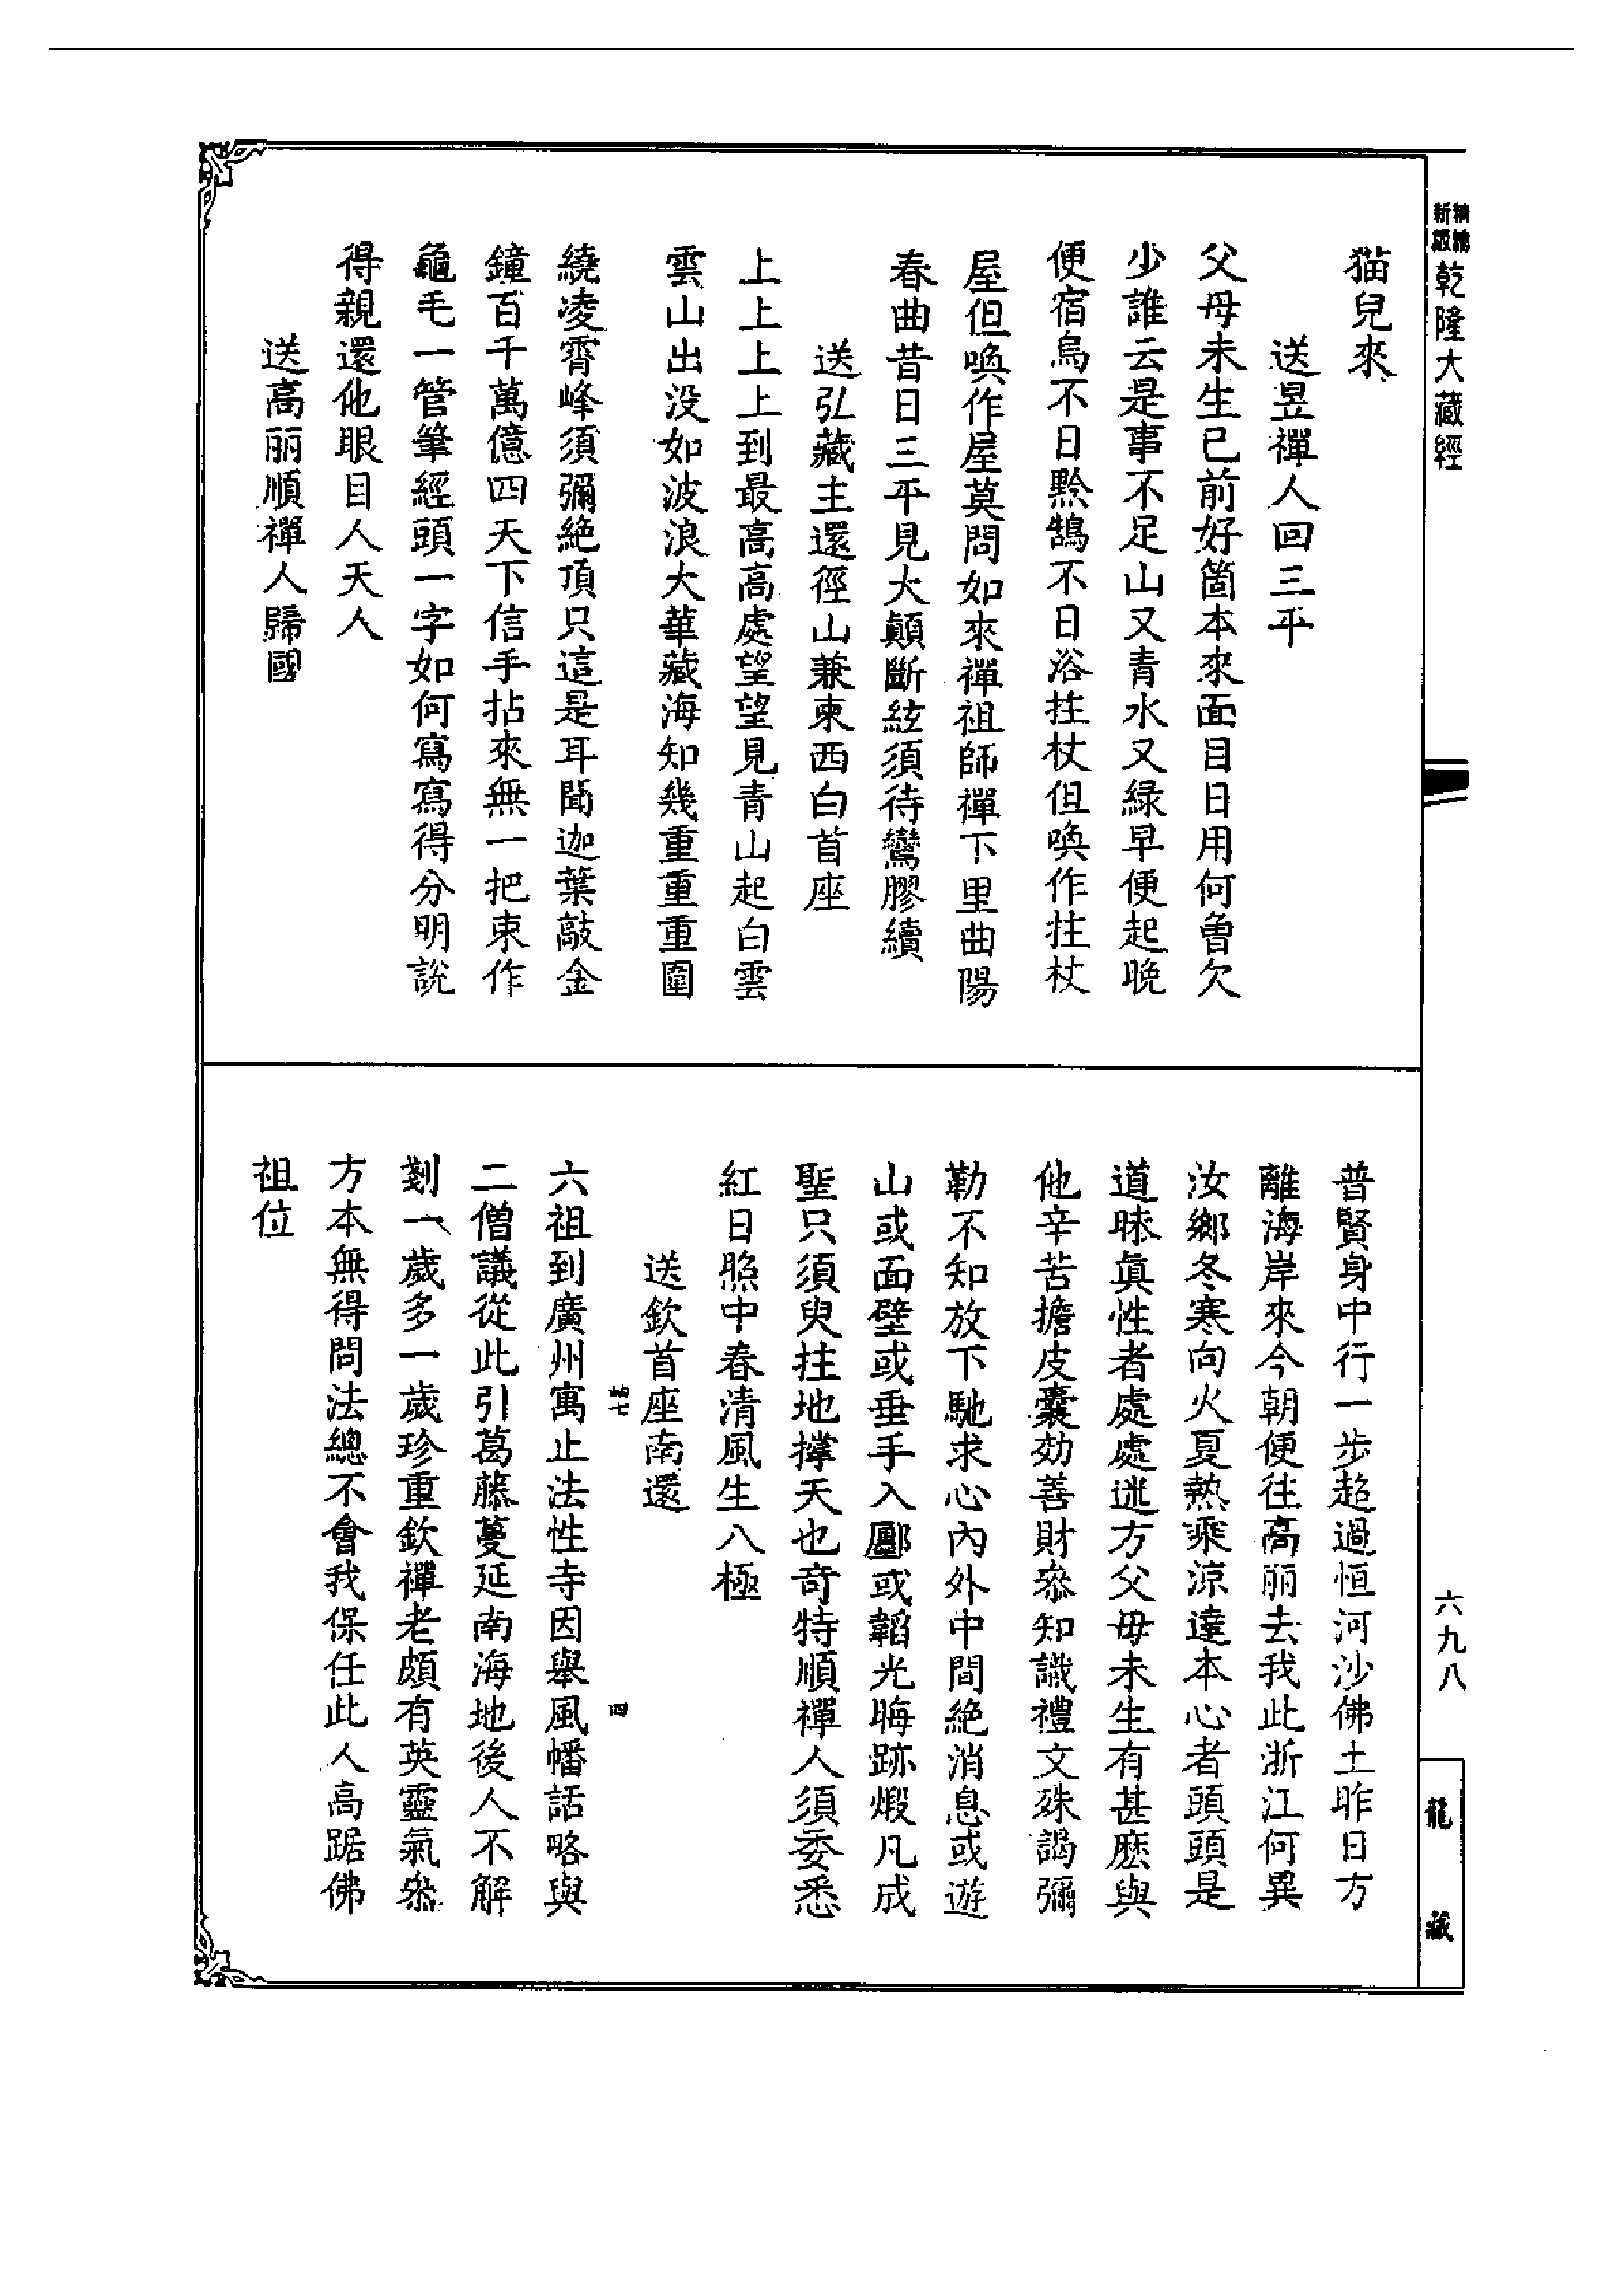 新編縮版乾隆大藏經
猫兒來
送昱禪人回三平
父母未生已前好箇本來面目日用何曾欠
少誰云是事不足山又青水又緑早便起晚
便宿烏不日黔鵠不日浴拄杖但喚作拄杖
屋但喚作屋莫問如來禪祖師禪下里曲陽
春曲昔日三平見大顛斷絃須待鸞膠續
送弘藏主還徑山兼柬西白首座
上上上上到最高高處望望見青山起白雲
雲山出没如波浪大華藏海知幾重重重圍
繞凌霄峰須彌絶頂只這是耳聞迦葉敲金
鐘百千萬億四天下信手拈來無一把束作
龜毛一管筆經頭一字如何寫寫得分明説
得親還他眼目人天人
送高丽順禪人歸國
普賢身中行一步超過恒河沙佛土昨日方
離海岸來今朝便往高丽去我此浙江何異
汝鄉冬寒向火夏熱乘涼達本心者頭頭是
道昧真性者處處迷方父母未生有甚麽與
他辛苦擔皮囊効善財叅知識禮文殊謁彌
勒不知放下馳求心內外中間絶消息或遊
山或面壁或垂手入鄽或韜光晦跡煅凡成
聖只須與拄地撑天也奇特順禪人須委悉
紅日照中春清風生八極
送欽首座南還
六祖到廣州寓止法性寺因舉風幡話略與
二僧議從此引葛藤蔓延南海地後人不解
剗一歲多一歲珍重欽禪老頗有英靈氣叅
方本無得問法總不會我保任此人高踞佛
祖位
四
六九八
龍藏